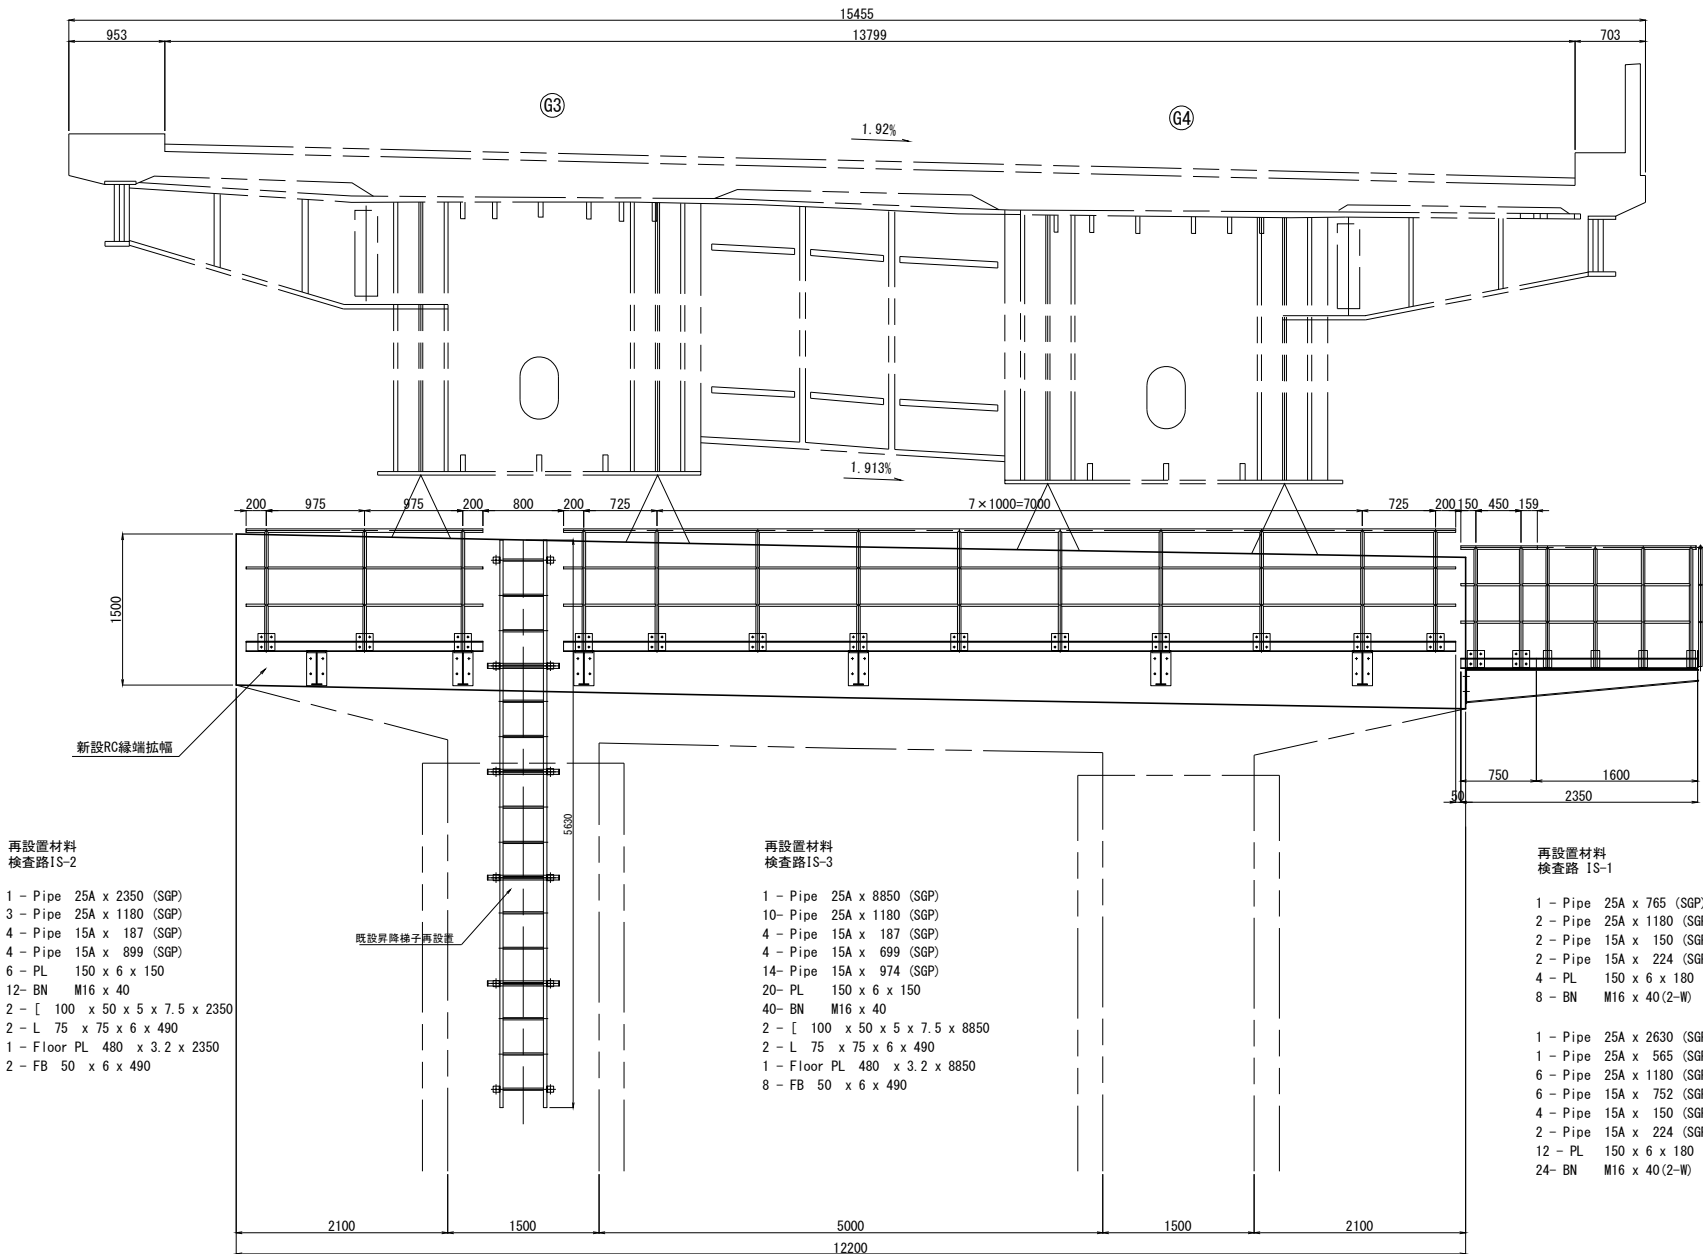 15455
953
13799
703
G3
G4
1.92%
1.913%
200
975
975
200
800
200
725
7×1000=7000
725
200
150
450
159
1500
新設RC縁端拡幅
5630
既設昇降梯子再設置
750
1600
50
2350
再設置材料
検査路IS-2
1 - Pipe 25A x 2350 (SGP)
3 - Pipe 25A x 1180 (SGP)
4 - Pipe 15A x 187 (SGP)
4 - Pipe 15A x 899 (SGP)
6 - PL 150 x 6 x 150
12- BN M16 x 40
2 - [ 100 x 50 x 5 x 7.5 x 2350
2 - L 75 x 75 x 6 x 490
1 - Floor PL 480 x 3.2 x 2350
2 - FB 50 x 6 x 490
再設置材料
検査路IS-3
1 - Pipe 25A x 8850 (SGP)
10- Pipe 25A x 1180 (SGP)
4 - Pipe 15A x 187 (SGP)
4 - Pipe 15A x 699 (SGP)
14- Pipe 15A x 974 (SGP)
20- PL 150 x 6 x 150
40- BN M16 x 40
2 - [ 100 x 50 x 5 x 7.5 x 8850
2 - L 75 x 75 x 6 x 490
1 - Floor PL 480 x 3.2 x 8850
8 - FB 50 x 6 x 490
再設置材料
検査路 IS-1
1 - Pipe 25A x 765 (SGP)
2 - Pipe 25A x 1180 (SGP
2 - Pipe 15A x 150 (SGP
2 - Pipe 15A x 224 (SGP
4 - PL 150 x 6 x 180
8 - BN M16 x 40(2-W)
1 - Pipe 25A x 2630 (SGP
1 - Pipe 25A x 565 (SGP
6 - Pipe 25A x 1180 (SGP
6 - Pipe 15A x 752 (SGP
4 - Pipe 15A x 150 (SGP
2 - Pipe 15A x 224 (SGP
12 - PL 150 x 6 x 180
24- BN M16 x 40(2-W)
2100
1500
5000
1500
2100
12200